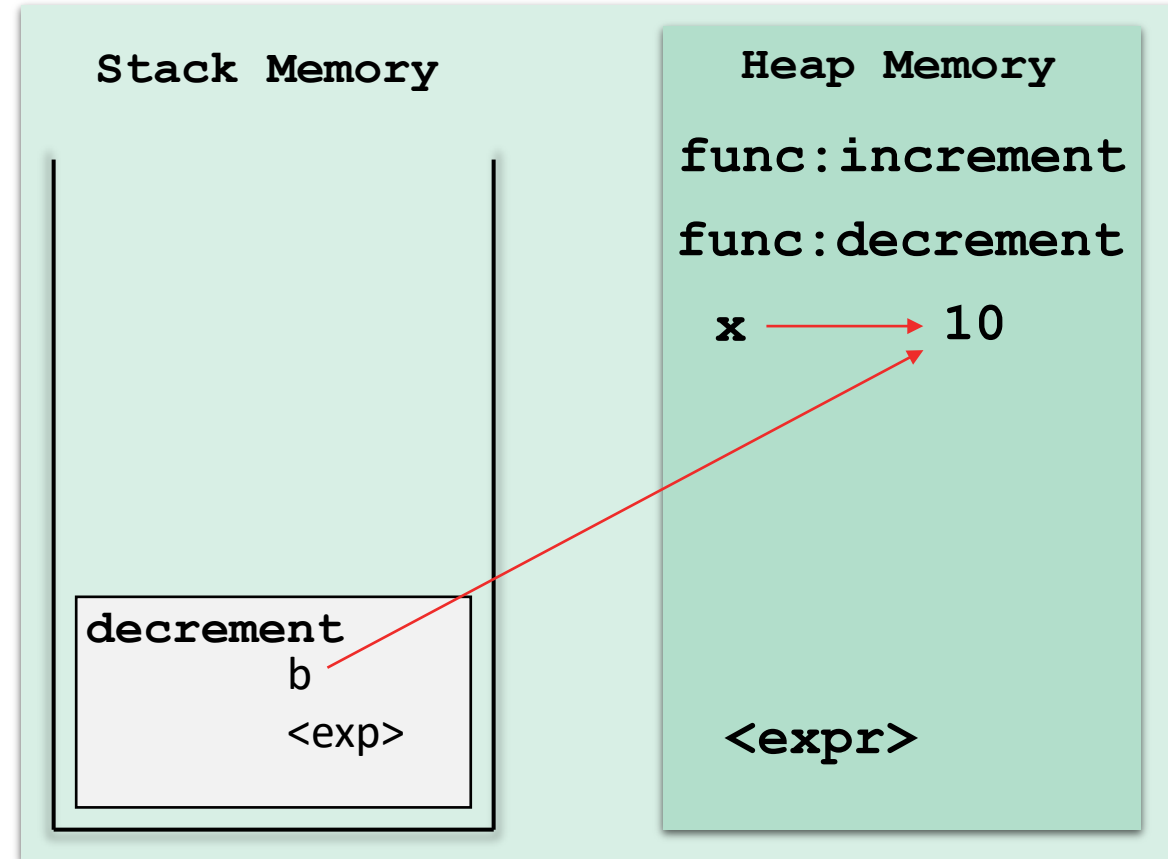 Stack Memory
decrement
b
<exp>
Heap Memory
func:increment
func:decrement
x 10
<expr>